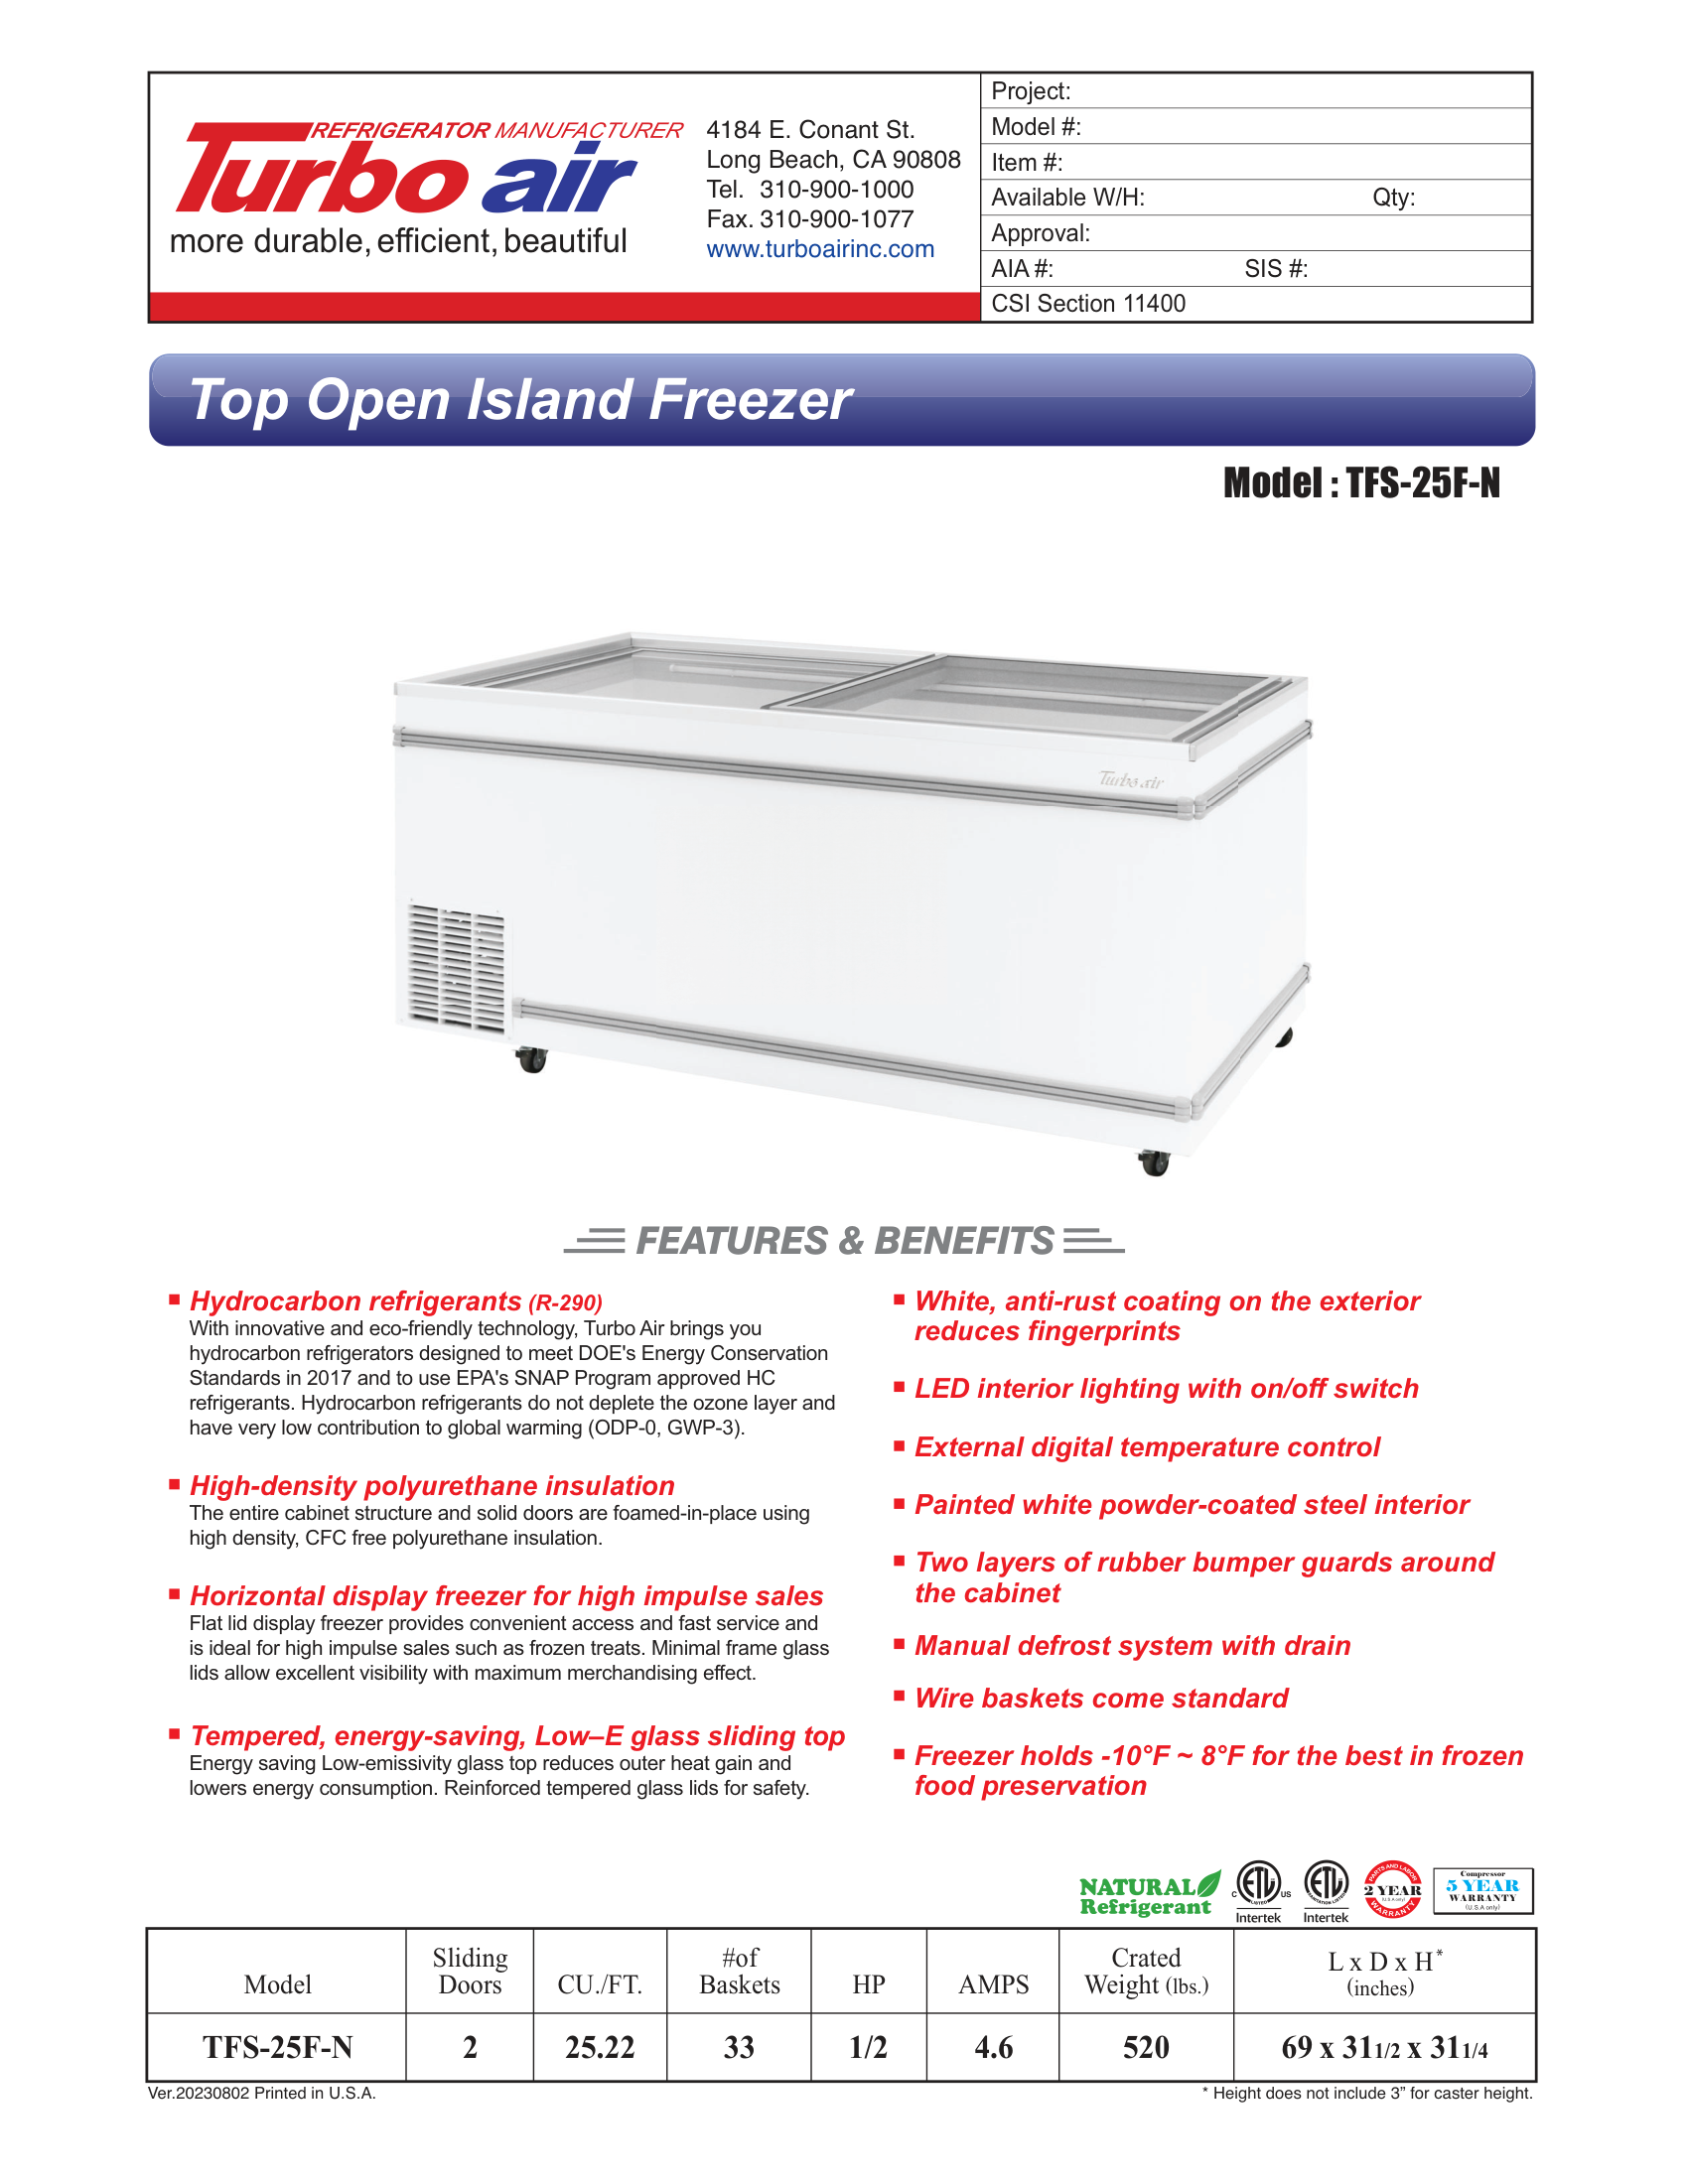 REFRIGERATOR MANUFACTURER
Turbo air
more durable, efficient, beautiful
4184 E. Conant St.
Long Beach, CA 90808
Tel. 310-900-1000
Fax. 310-900-1077
www.turboairinc.com
Project:
Model #:
Item #:
Available W/H: Qty:
Approval:
AIA #: SIS #:
CSI Section 11400
Top Open Island Freezer
Model : TFS-25F-N
Turbo air
FEATURES & BENEFITS
Hydrocarbon refrigerants (R-290)
With innovative and eco-friendly technology, Turbo Air brings you
hydrocarbon refrigerators designed to meet DOE's Energy Conservation
Standards in 2017 and to use EPA's SNAP Program approved HC
refrigerants. Hydrocarbon refrigerants do not deplete the ozone layer and
have very low contribution to global warming (ODP-0, GWP-3).
High-density polyurethane insulation
The entire cabinet structure and solid doors are foamed-in-place using
high density, CFC free polyurethane insulation.
Horizontal display freezer for high impulse sales
Flat lid display freezer provides convenient access and fast service and
is ideal for high impulse sales such as frozen treats. Minimal frame glass
lids allow excellent visibility with maximum merchandising effect.
Tempered, energy-saving, Low–E glass sliding top
Energy saving Low-emissivity glass top reduces outer heat gain and
lowers energy consumption. Reinforced tempered glass lids for safety.
White, anti-rust coating on the exterior
reduces fingerprints
LED interior lighting with on/off switch
External digital temperature control
Painted white powder-coated steel interior
Two layers of rubber bumper guards around
the cabinet
Manual defrost system with drain
Wire baskets come standard
Freezer holds -10°F ~ 8°F for the best in frozen
food preservation
NATURAL
Refrigerant
C ETL US
LISTED
Intertek
ETL
SANITATION LISTED
Intertek
PARTS AND LABOR
2 YEAR
(U.S.A only)
WARRANTY
Compressor
5 YEAR
WARRANTY
(U.S.A only)
Model Sliding Doors CU./FT. #of Baskets HP AMPS Crated Weight (lbs.) L x D x H* (inches)
TFS-25F-N 2 25.22 33 1/2 4.6 520 69 x 31 1/2 x 31 1/4
Ver.20230802 Printed in U.S.A.
* Height does not include 3” for caster height.